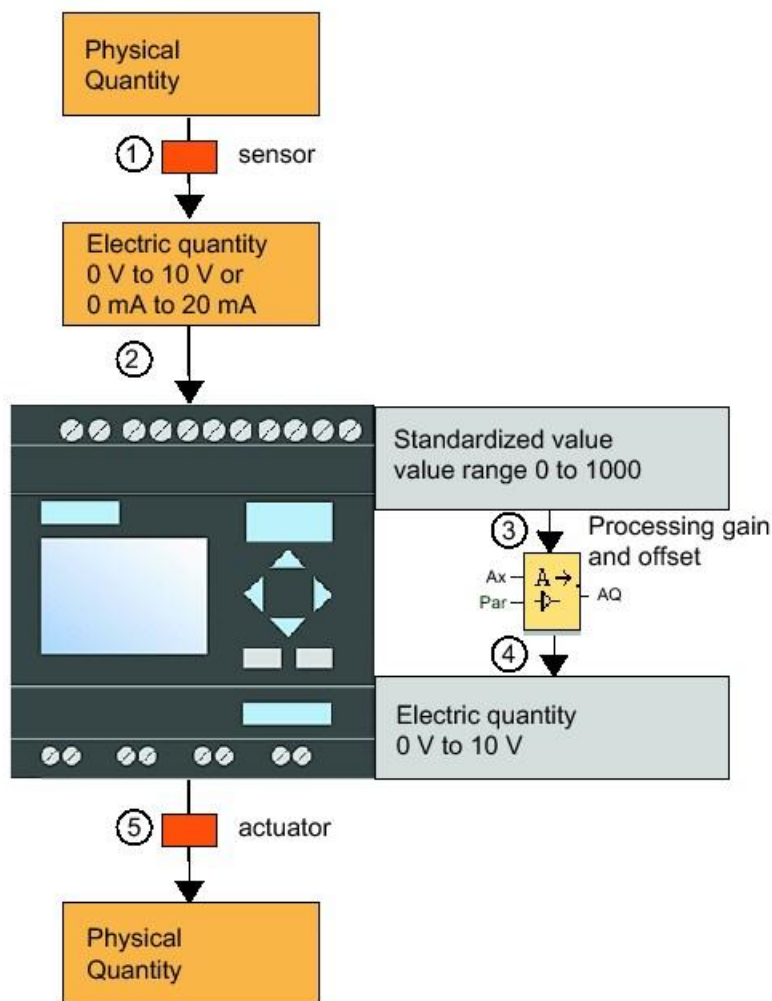 Physical
Quantity
1
sensor
Electric quantity
0 V to 10 V or
0 mA to 20 mA
2
Standardized value
value range 0 to 1000
3
Processing gain
and offset
Ax
A
Par
AQ
4
Electric quantity
0 V to 10 V
5
actuator
Physical
Quantity